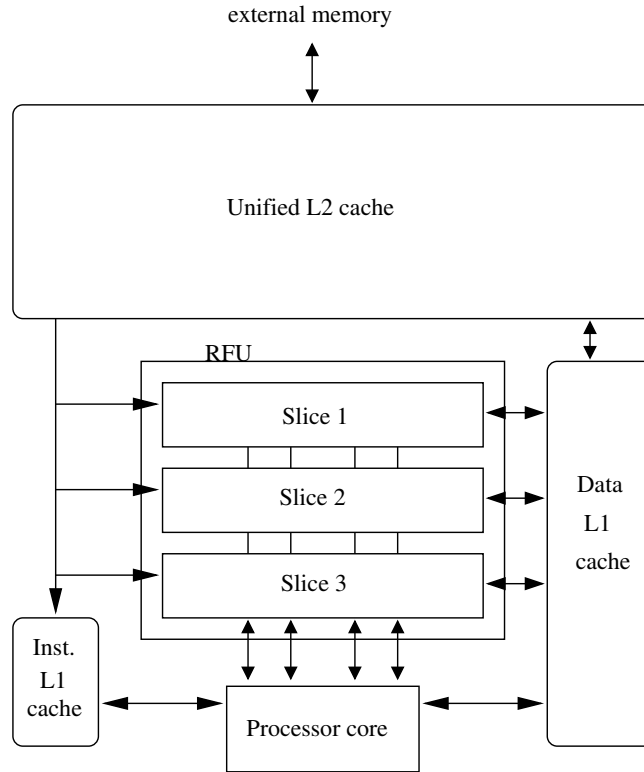 external memory
Unified L2 cache
RFU
Slice 1
Slice 2
Slice 3
Data
L1
cache
Inst.
L1
cache
Processor core